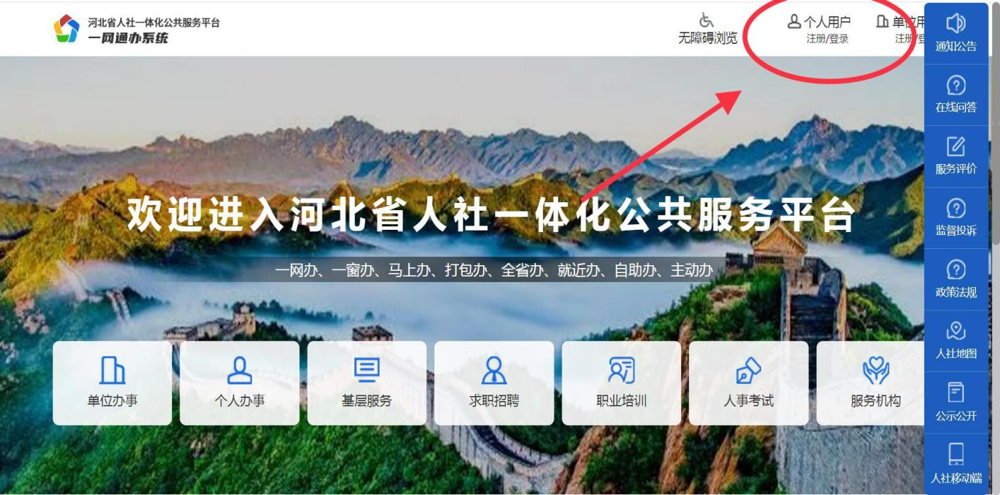 河北省人社一体化公共服务平台
一网通办系统
无障碍浏览
个人用户
注册/登录
单位用
注册/登
通知公告
在线问答
服务评价
监督投诉
政策法规
人社地图
公示公开
人社移动端
欢迎进入河北省人社一体化公共服务平台
一网办、一窗办、马上办、打包办、全省办、就近办、自助办、主动办
单位办事
个人办事
基层服务
求职招聘
职业培训
人事考试
服务机构